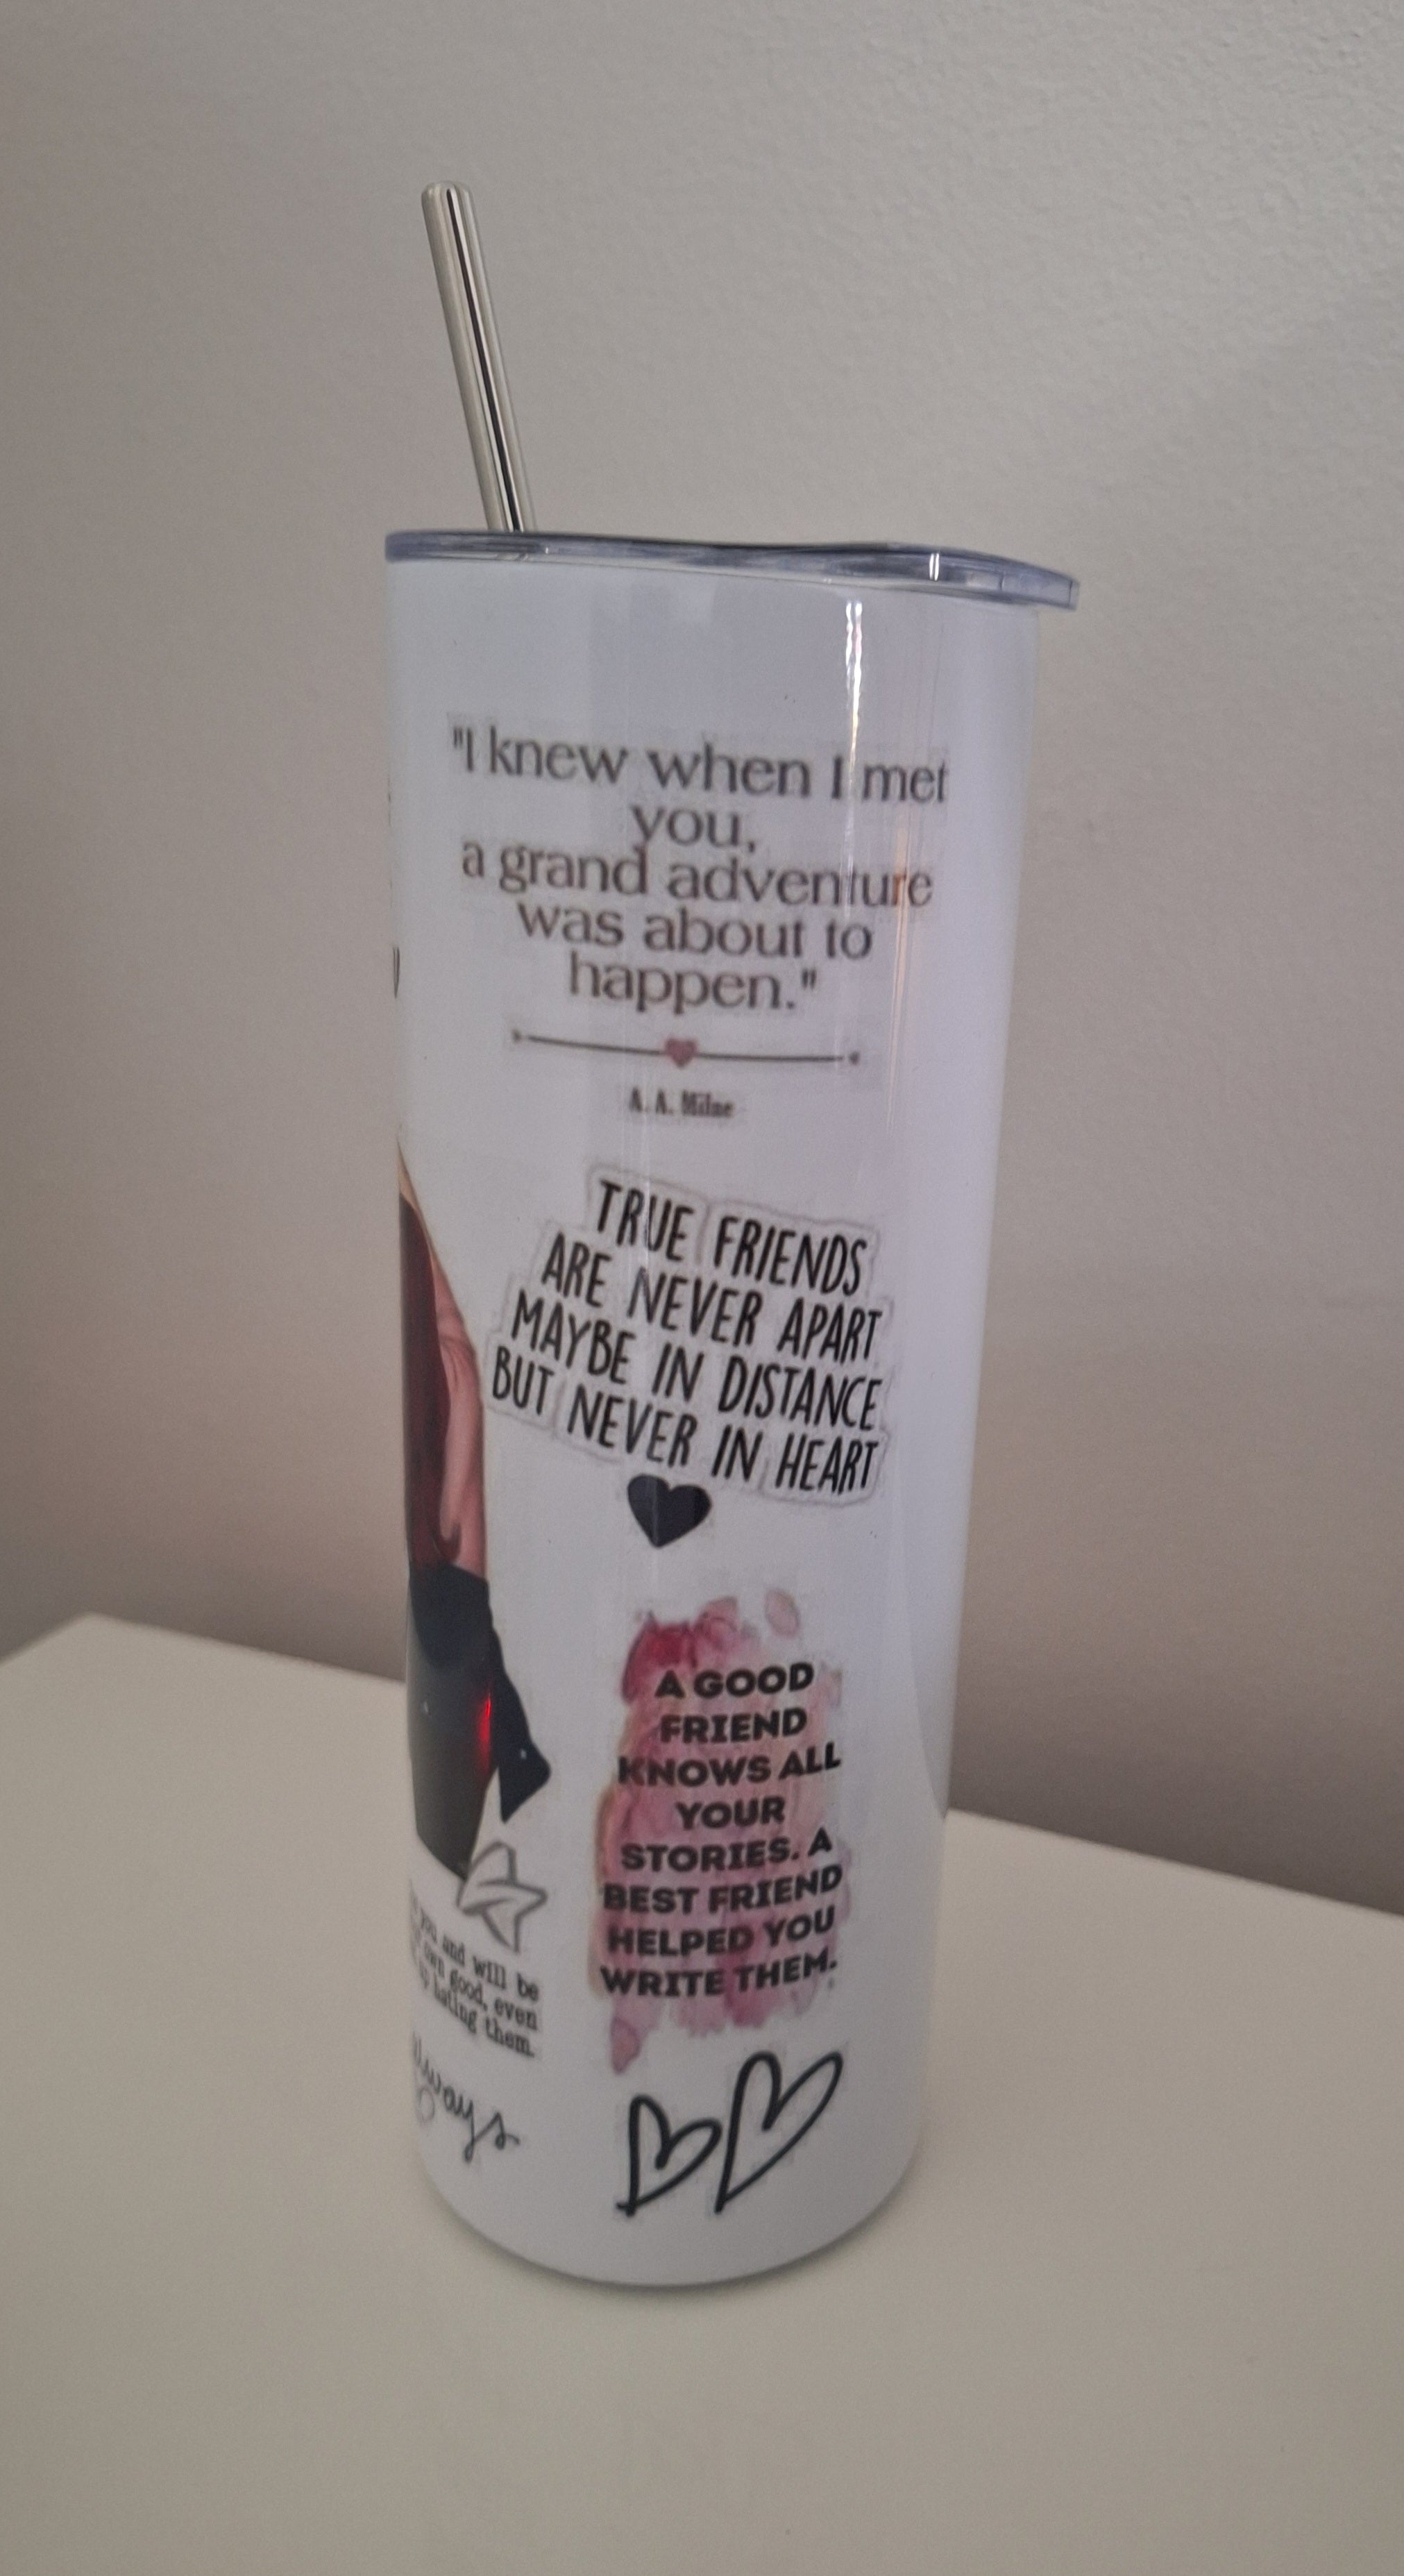 "I knew when I met
you,
a grand adventure
was about to
happen."
A. A. Milne
TRUE FRIENDS
ARE NEVER APART
MAYBE IN DISTANCE
BUT NEVER IN HEART
A GOOD
FRIEND
KNOWS ALL
YOUR
STORIES. A
BEST FRIEND
HELPED YOU
WRITE THEM.
you and will be
own good, even
hating them.
always